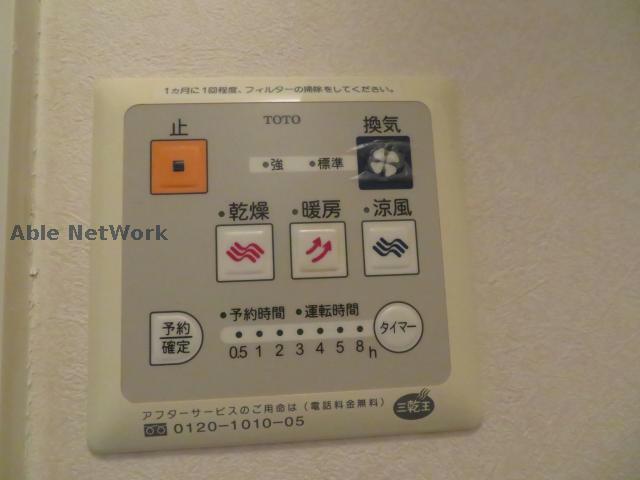 1ヵ月に1回程度、フィルターの掃除をしてください。
TOTO
止
換気
●強 ●標準
●乾燥 ●暖房 ●涼風
●予約時間 ●運転時間
予約
確定
タイマー
0.5 1 2 3 4 5 8 h
アフターサービスのご用命は（電話料金無料）
0120-1010-05
三乾王
Able NetWork